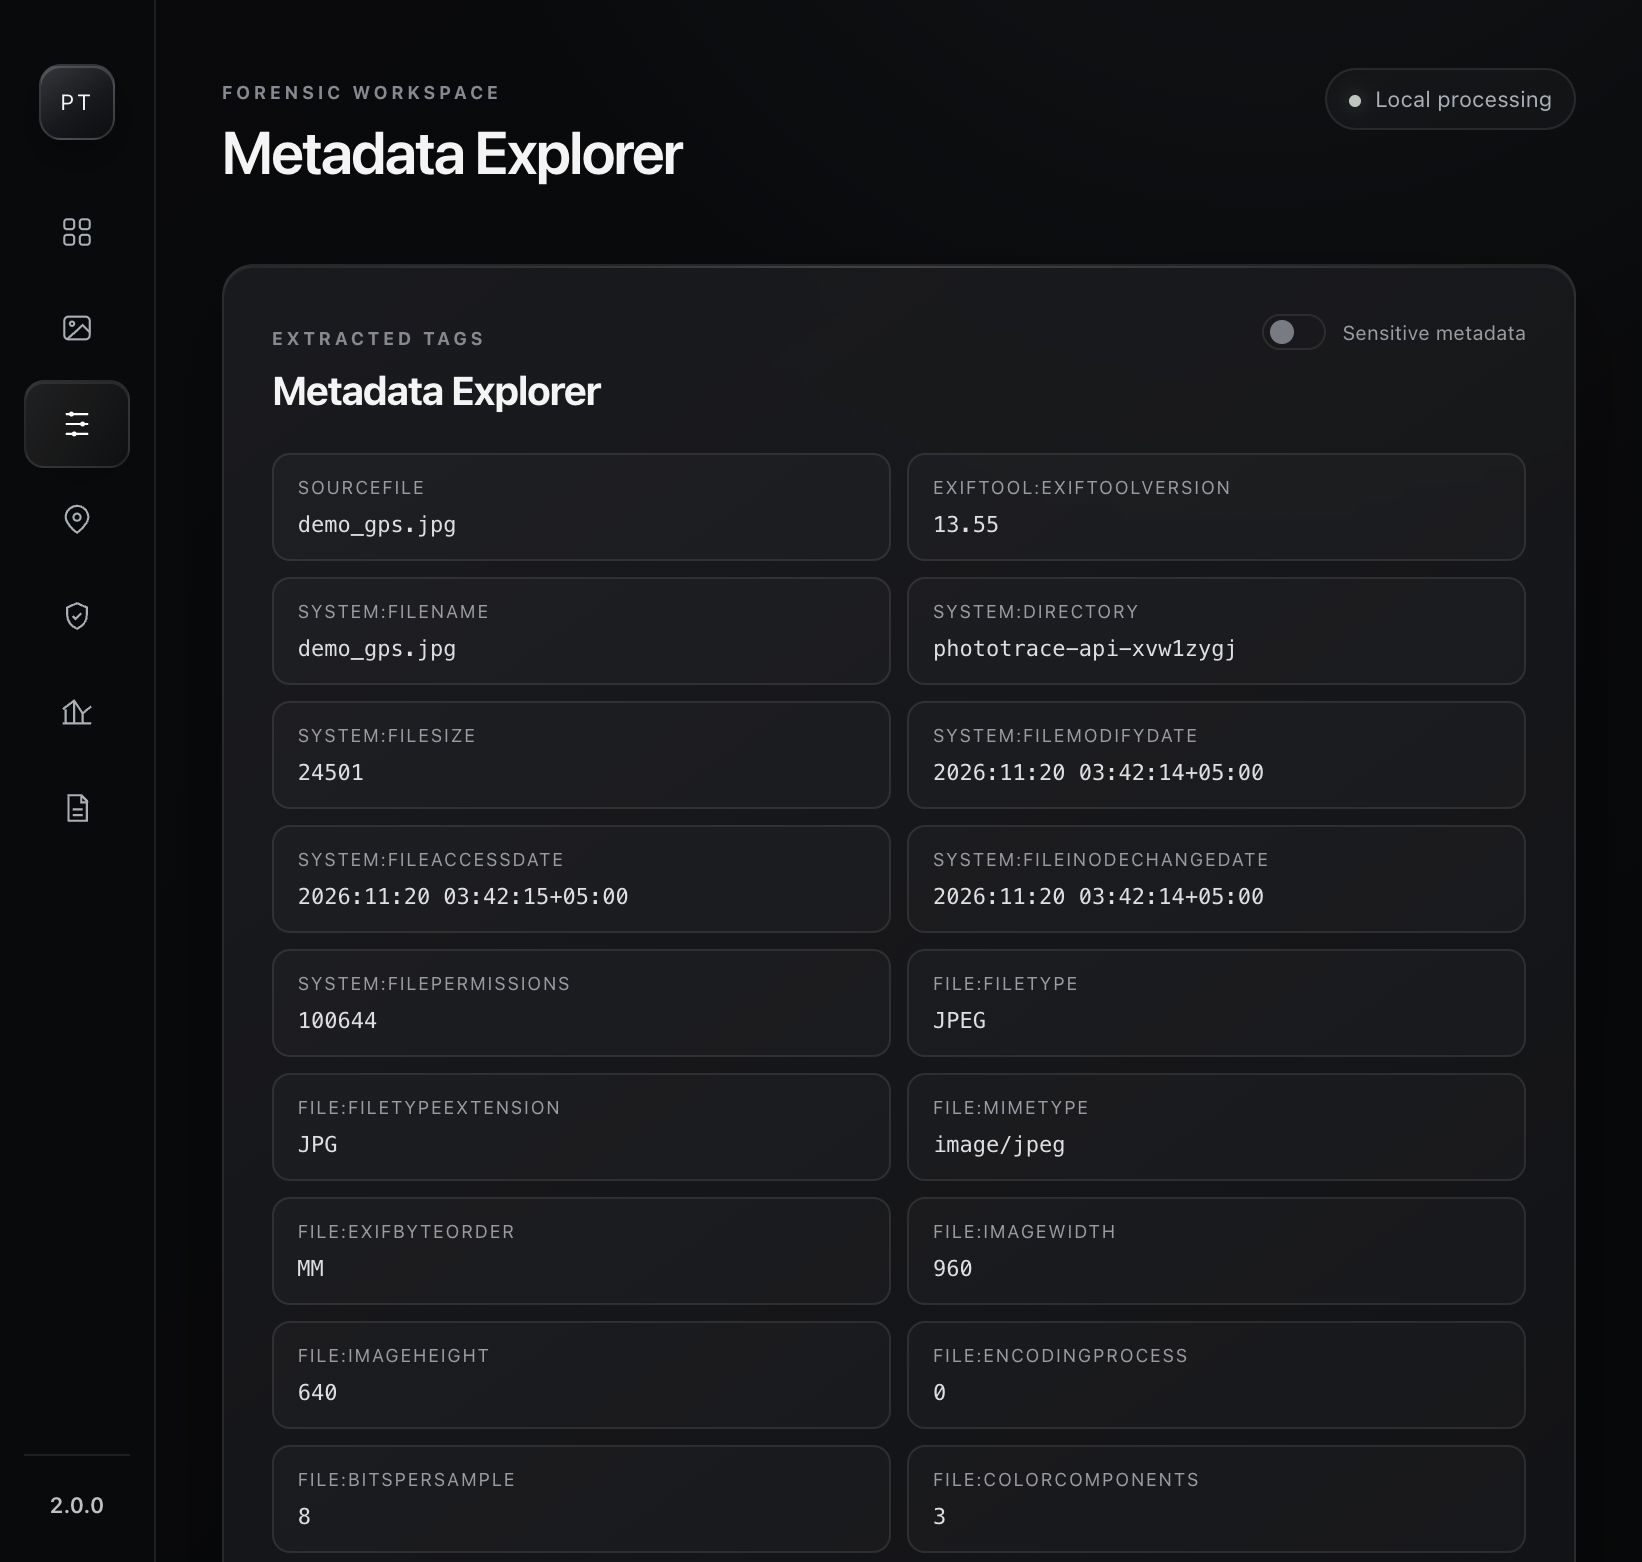 PT
FORENSIC WORKSPACE
Metadata Explorer
Local processing
EXTRACTED TAGS
Metadata Explorer
Sensitive metadata
SOURCEFILE
demo_gps.jpg
EXIFTOOL:EXIFTOOLVERSION
13.55
SYSTEM:FILENAME
demo_gps.jpg
SYSTEM:DIRECTORY
phototrace-api-xvw1zygj
SYSTEM:FILESIZE
24501
SYSTEM:FILEMODIFYDATE
2026:11:20 03:42:14+05:00
SYSTEM:FILEACCESSDATE
2026:11:20 03:42:15+05:00
SYSTEM:FILEINODECHANGEDATE
2026:11:20 03:42:14+05:00
SYSTEM:FILEPERMISSIONS
100644
FILE:FILETYPE
JPEG
FILE:FILETYPEEXTENSION
JPG
FILE:MIMETYPE
image/jpeg
FILE:EXIFBYTEORDER
MM
FILE:IMAGEWIDTH
960
FILE:IMAGEHEIGHT
640
FILE:ENCODINGPROCESS
0
FILE:BITSPERSAMPLE
8
FILE:COLORCOMPONENTS
3
2.0.0